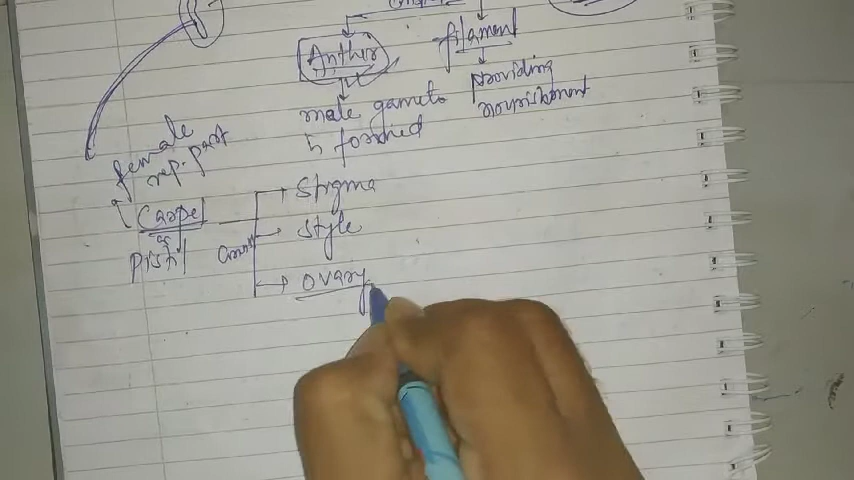 Anther
filament
male gamete
is formed
providing
nourishment
female
rep. part
Carpel
or
Pistil
Stigma
Style
Ovary